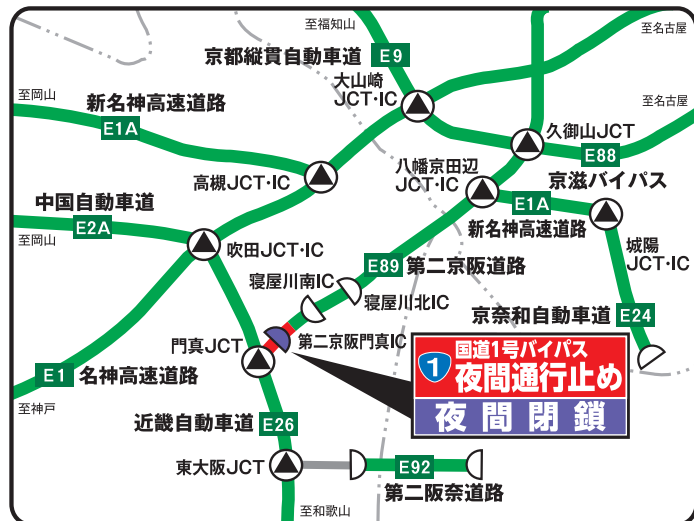 至福知山
至名古屋
京都縦貫自動車道
E9
大山崎
JCT・IC
至岡山
新名神高速道路
E1A
至名古屋
久御山JCT
E88
高槻JCT・IC
八幡京田辺
JCT・IC
京滋バイパス
中国自動車道
E2A
E1A
新名神高速道路
至岡山
吹田JCT・IC
城陽
JCT・IC
E89
第二京阪道路
寝屋川南IC
寝屋川北IC
京奈和自動車道
E24
第二京阪門真IC
門真JCT
1
国道1号バイパス
夜間通行止め
夜間閉鎖
E1
名神高速道路
至神戸
近畿自動車道
E26
東大阪JCT
E92
第二阪奈道路
至和歌山